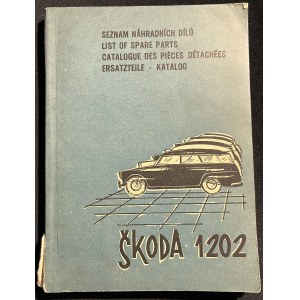 SEZNAM NÁHRADNÍCH DÍLŮ
LIST OF SPARE PARTS
CATALOGUE DES PIÈCES DÉTACHÉES
ERSATZTEILE - KATALOG
ŠKODA 1202